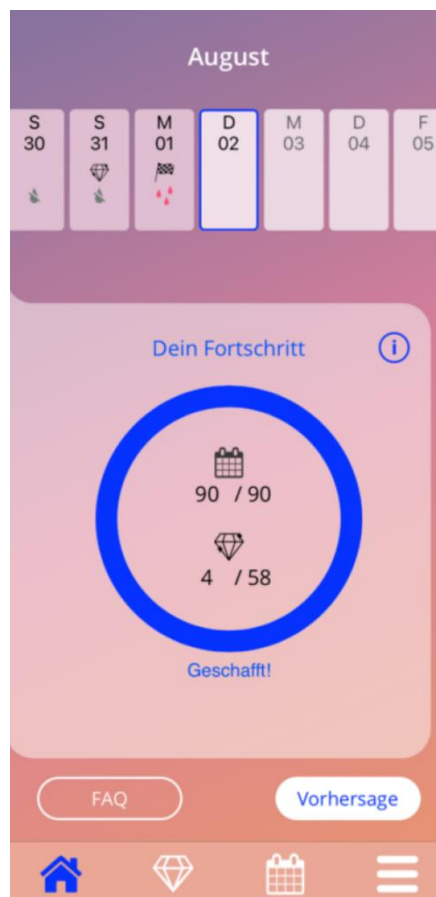 August
S S M D M D F
30 31 01 02 03 04 05
Dein Fortschritt
i
90 / 90
4 / 58
Geschafft!
FAQ
Vorhersage